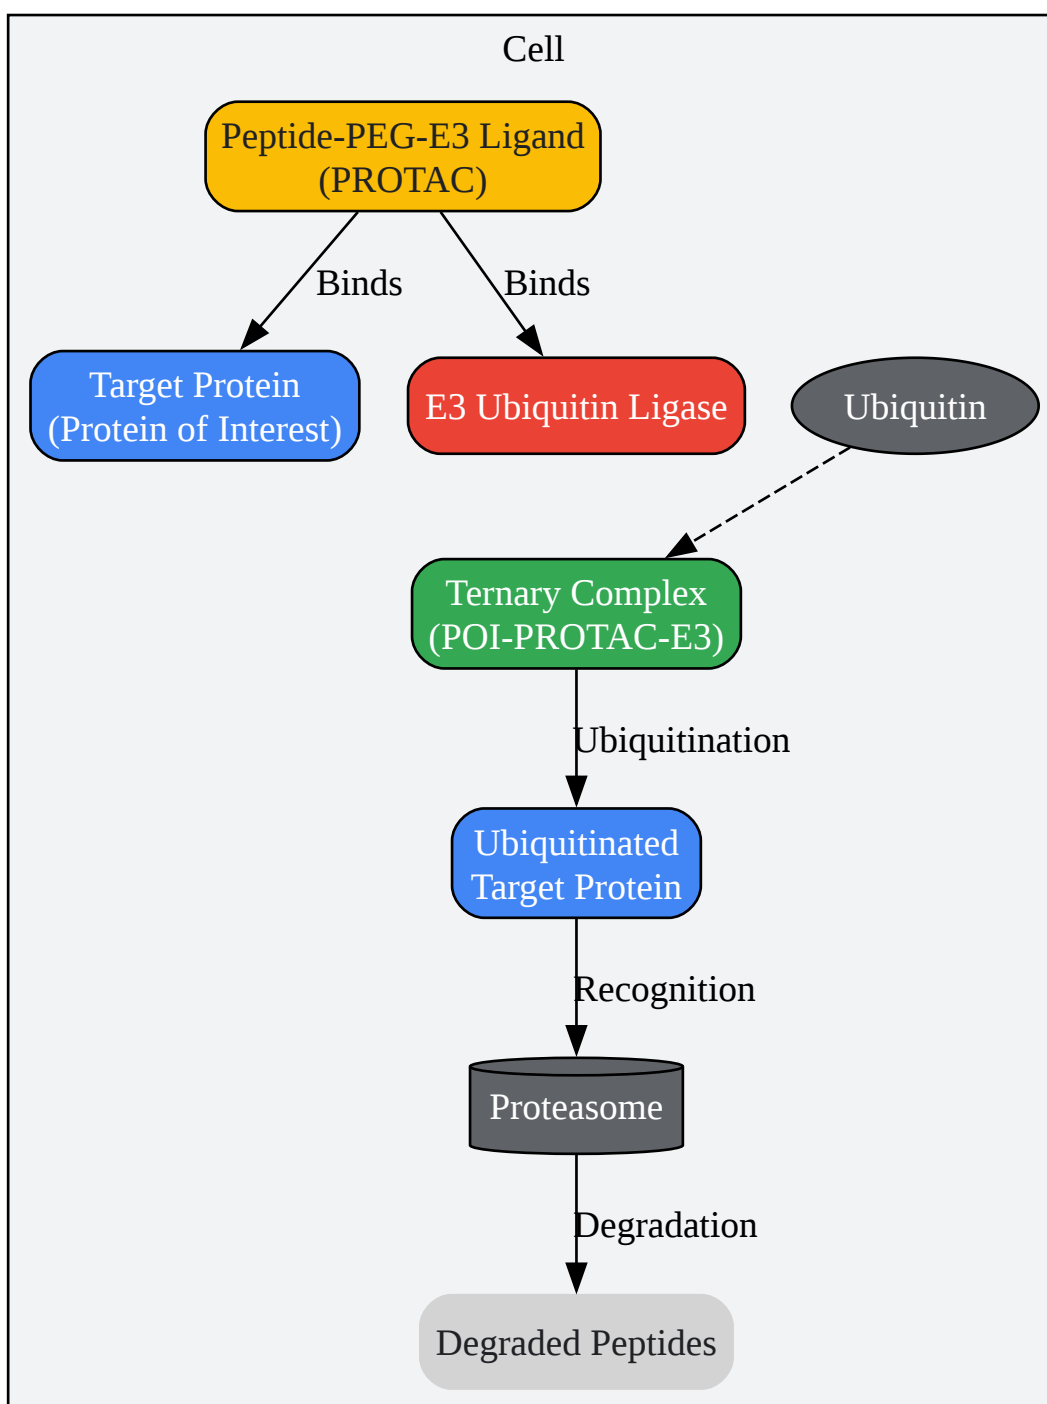 Cell
Peptide-PEG-E3 Ligand
(PROTAC)
Binds
Binds
Target Protein
(Protein of Interest)
E3 Ubiquitin Ligase
Ubiquitin
Ternary Complex
(POI-PROTAC-E3)
Ubiquitination
Ubiquitinated
Target Protein
Recognition
Proteasome
Degradation
Degraded Peptides